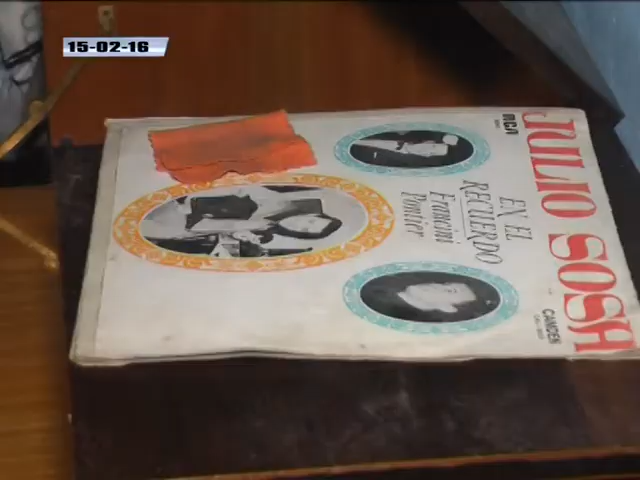 15-02-16
JULIO SOSA
RCA
CAMDEN
EN EL
RECUERDO
Francini
Pontier